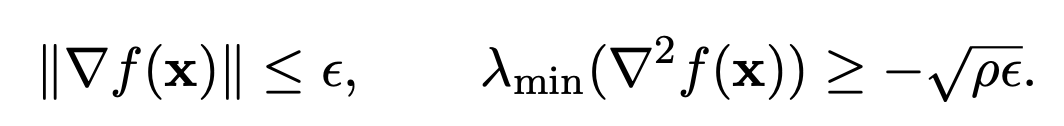 ‖∇f(𝐱)‖ ≤ ϵ, λ_min(∇²f(𝐱)) ≥ −√(ρϵ).